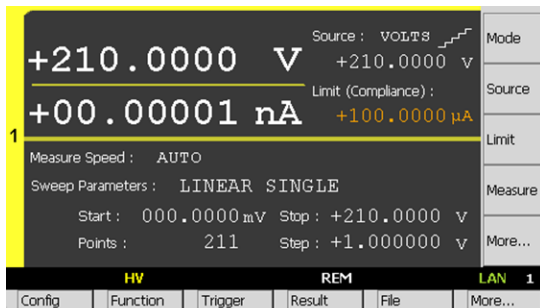 Source : VOLTS
+210.0000 V
+210.0000 V
Limit (Compliance) :
+00.00001 nA
+100.0000 µA
1
Measure Speed : AUTO
Sweep Parameters : LINEAR SINGLE
Start : 000.0000 mV Stop : +210.0000 V
Points : 211 Step : +1.000000 V
Mode
Source
Limit
Measure
More...
HV REM LAN 1
Config Function Trigger Result File More...